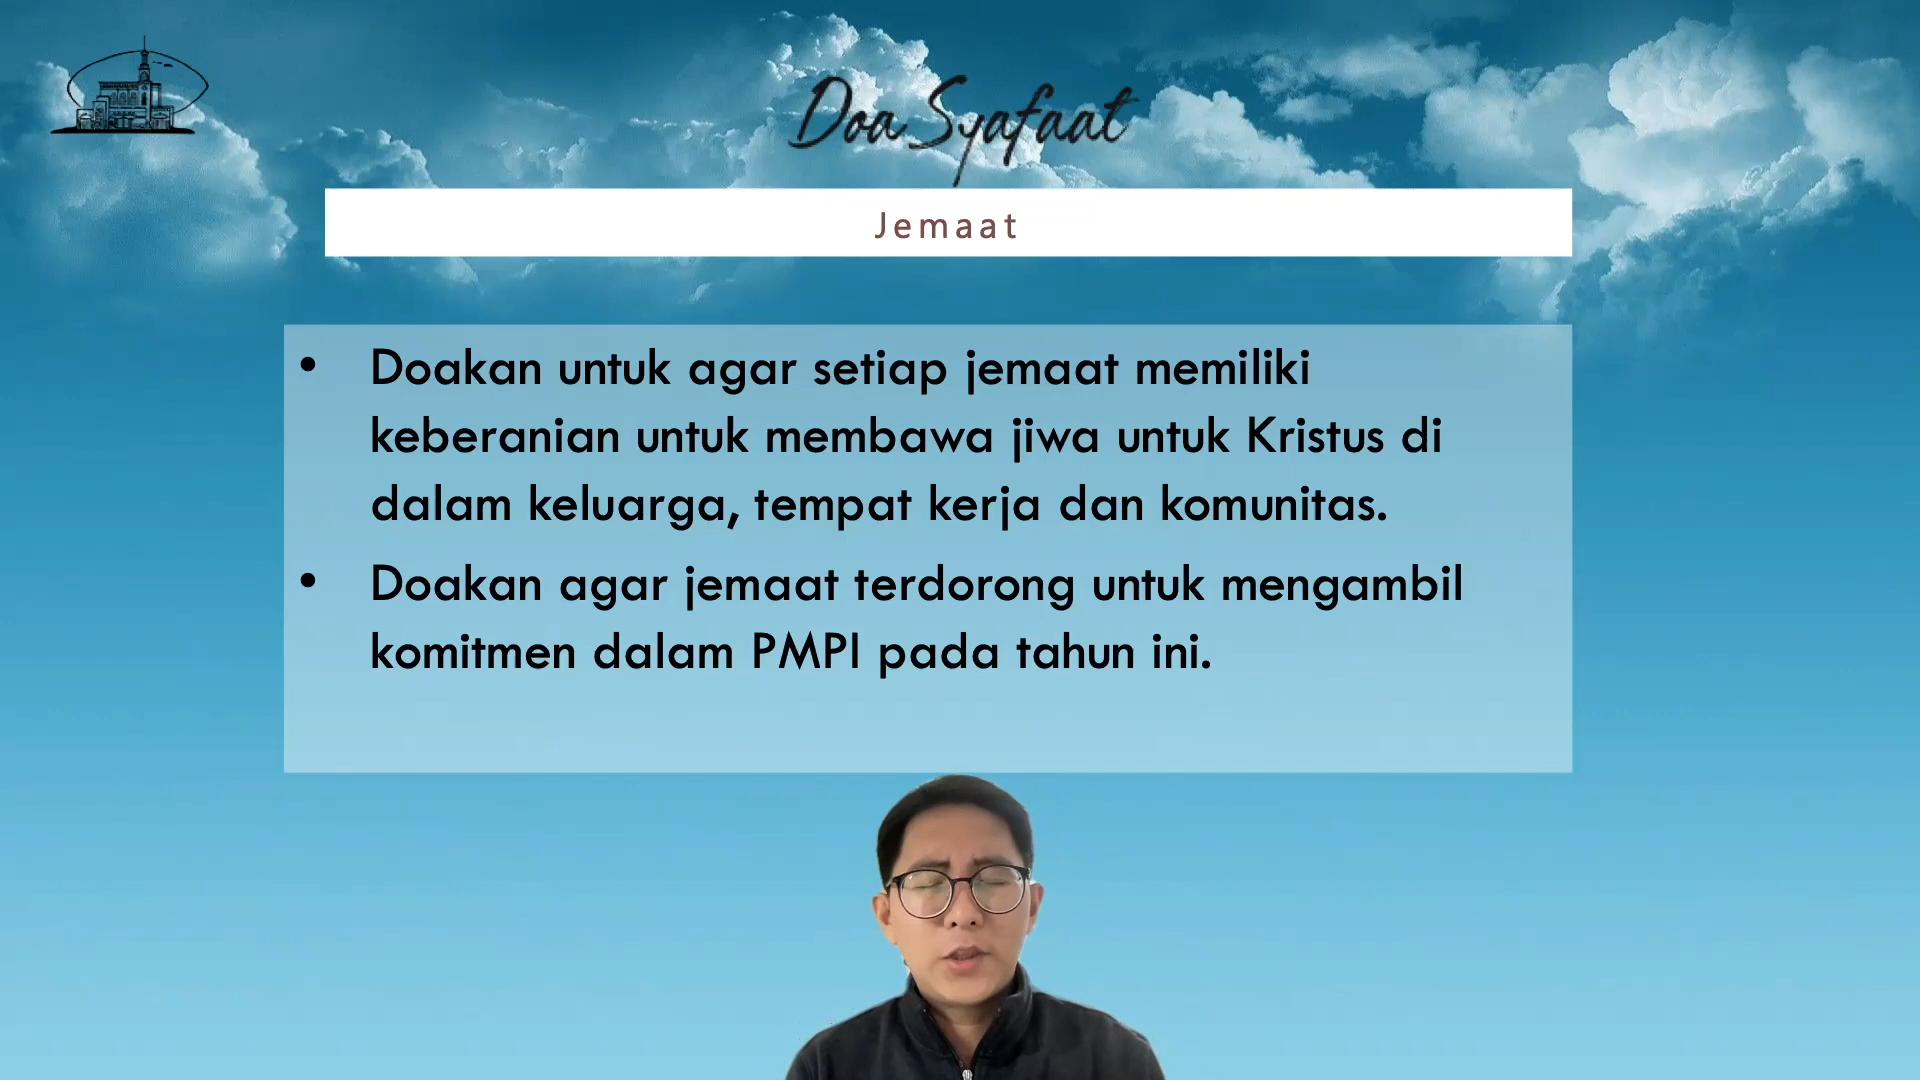 Doa Syafaat
Jemaat
• Doakan untuk agar setiap jemaat memiliki
keberanian untuk membawa jiwa untuk Kristus di
dalam keluarga, tempat kerja dan komunitas.
• Doakan agar jemaat terdorong untuk mengambil
komitmen dalam PMPI pada tahun ini.